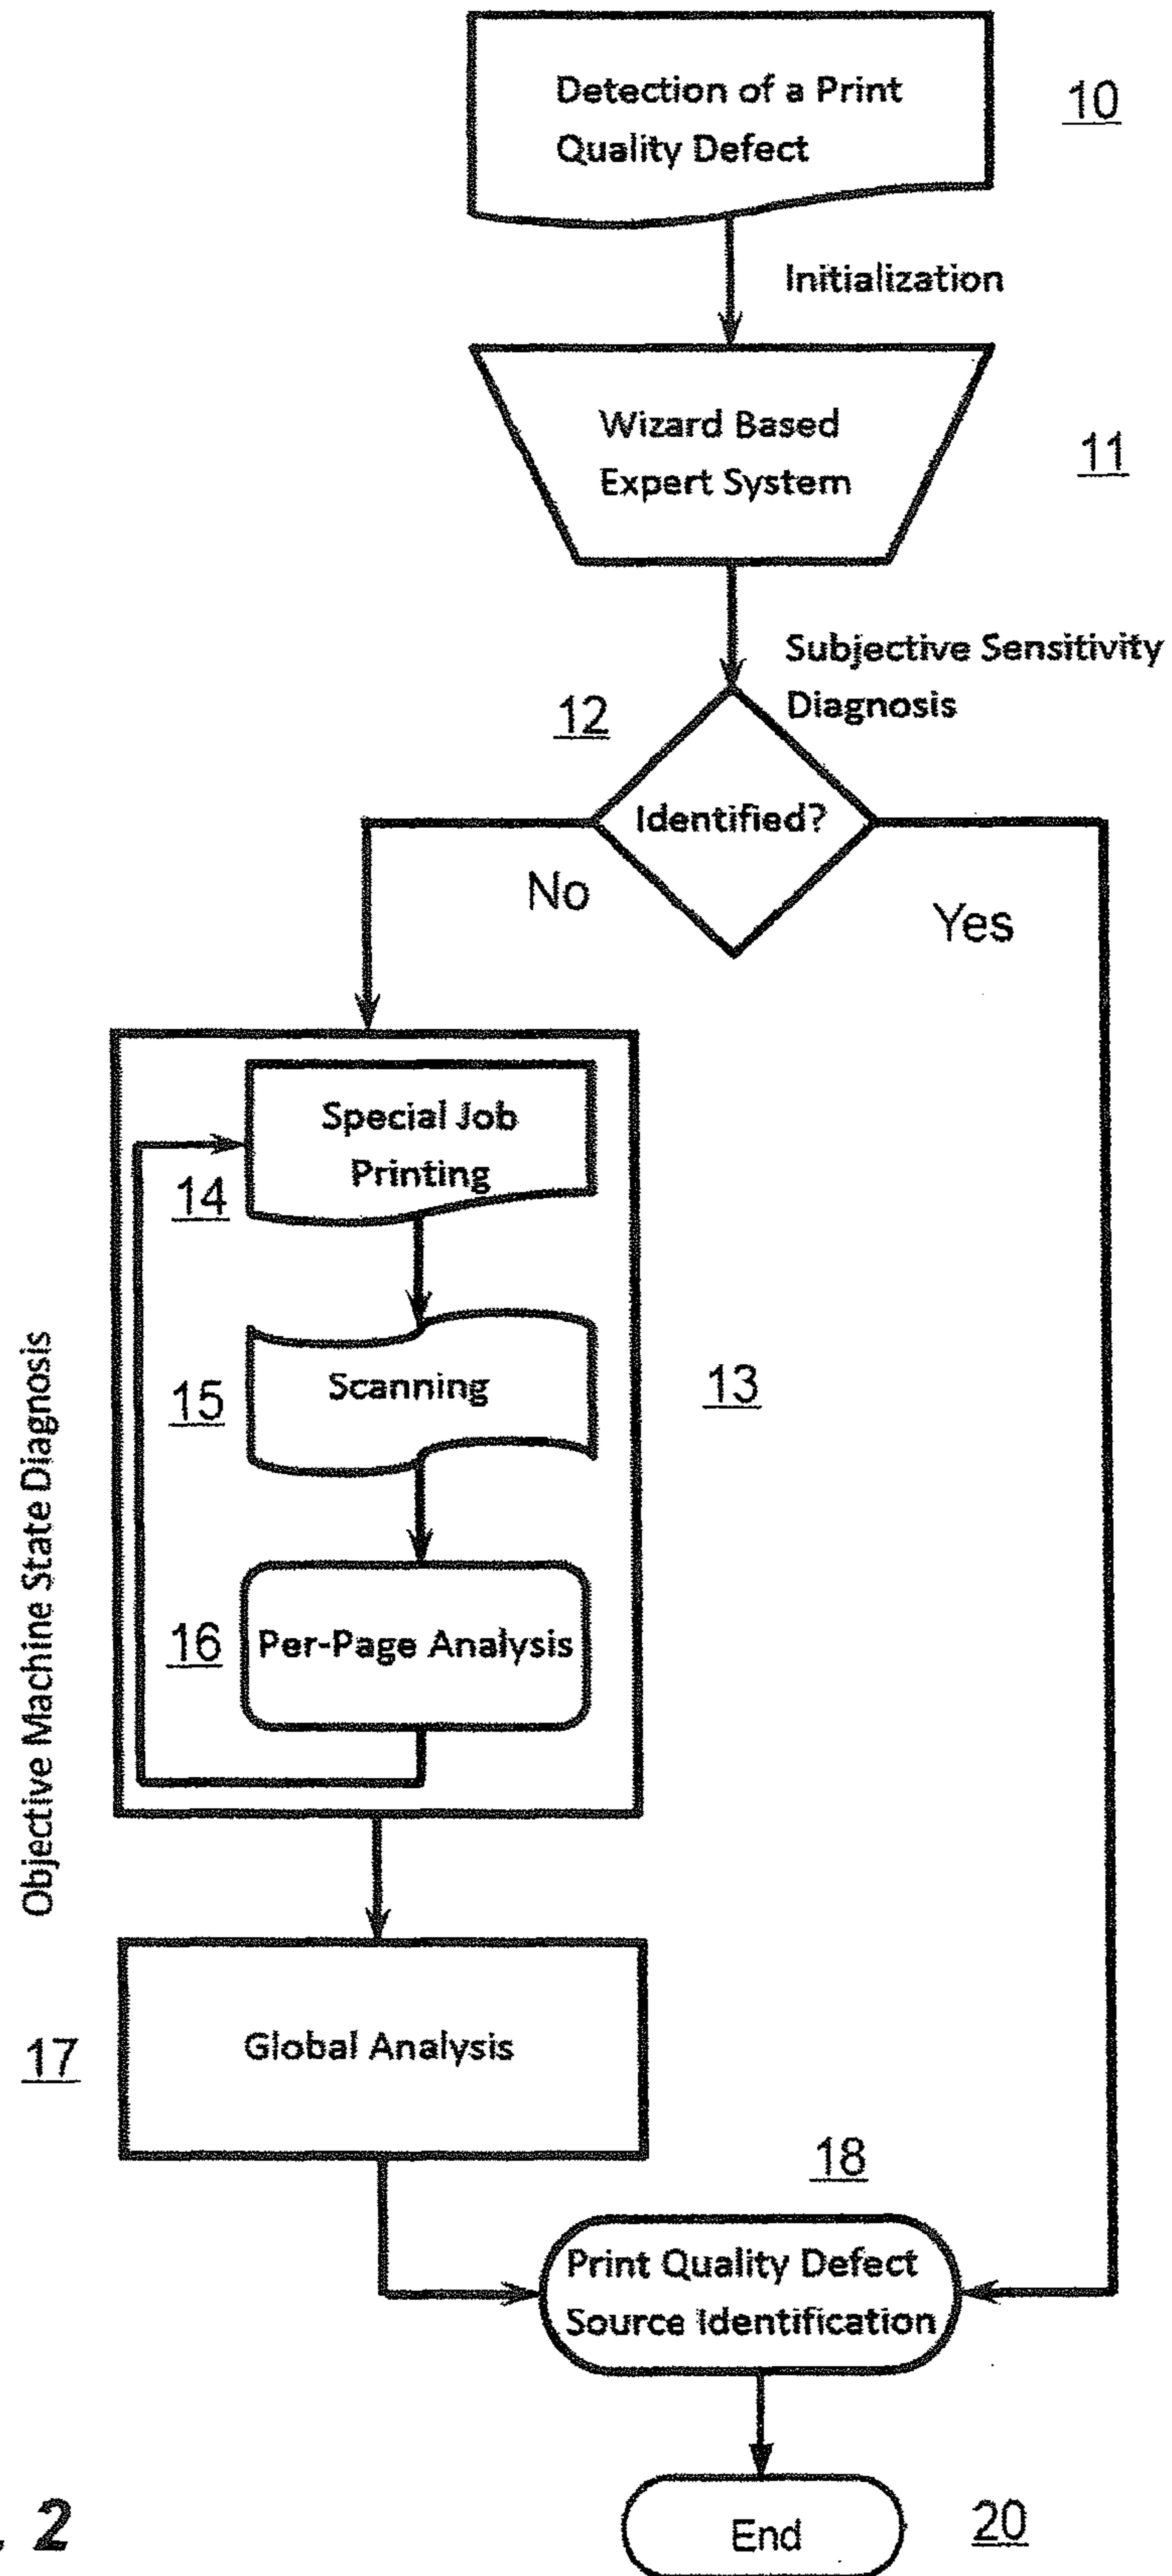 Detection of a Print
Quality Defect
10
Initialization
Wizard Based
Expert System
11
Subjective Sensitivity
Diagnosis
12
Identified?
No
Yes
Special Job
Printing
14
Scanning
15
13
Per-Page Analysis
16
Objective Machine State Diagnosis
Global Analysis
17
18
Print Quality Defect
Source Identification
End
20
. 2